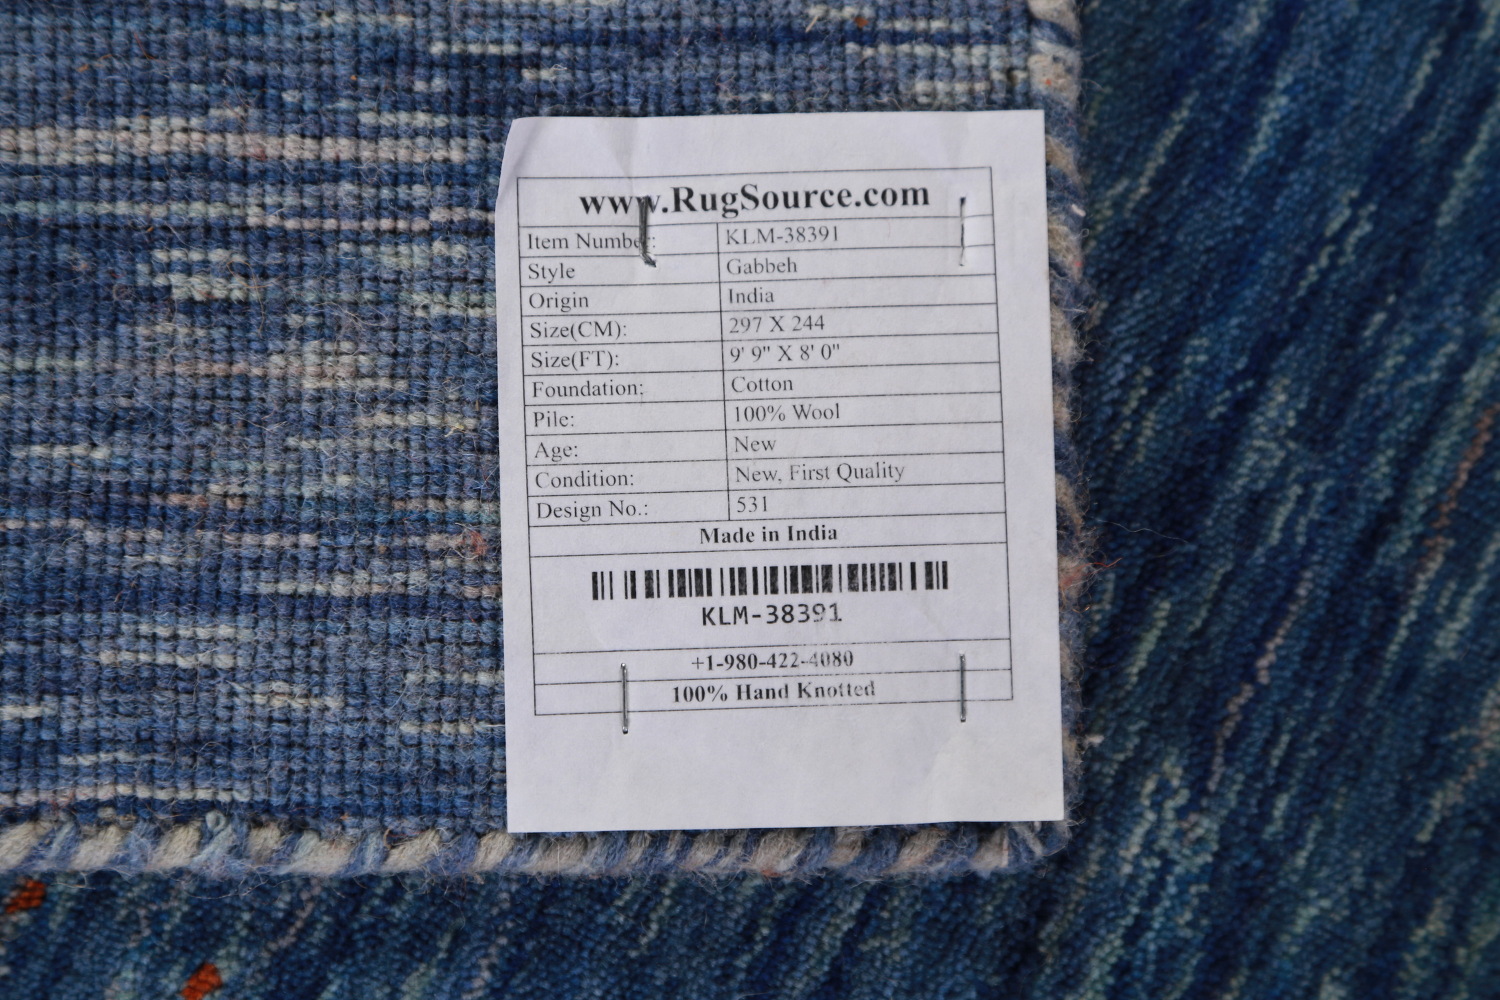 www.RugSource.com
Item Number: KLM-38391
Style Gabbeh
Origin India
Size(CM): 297 X 244
Size(FT): 9' 9" X 8' 0"
Foundation: Cotton
Pile: 100% Wool
Age: New
Condition: New, First Quality
Design No.: 531
Made in India
KLM-38391
+1-980-422-4080
100% Hand Knotted